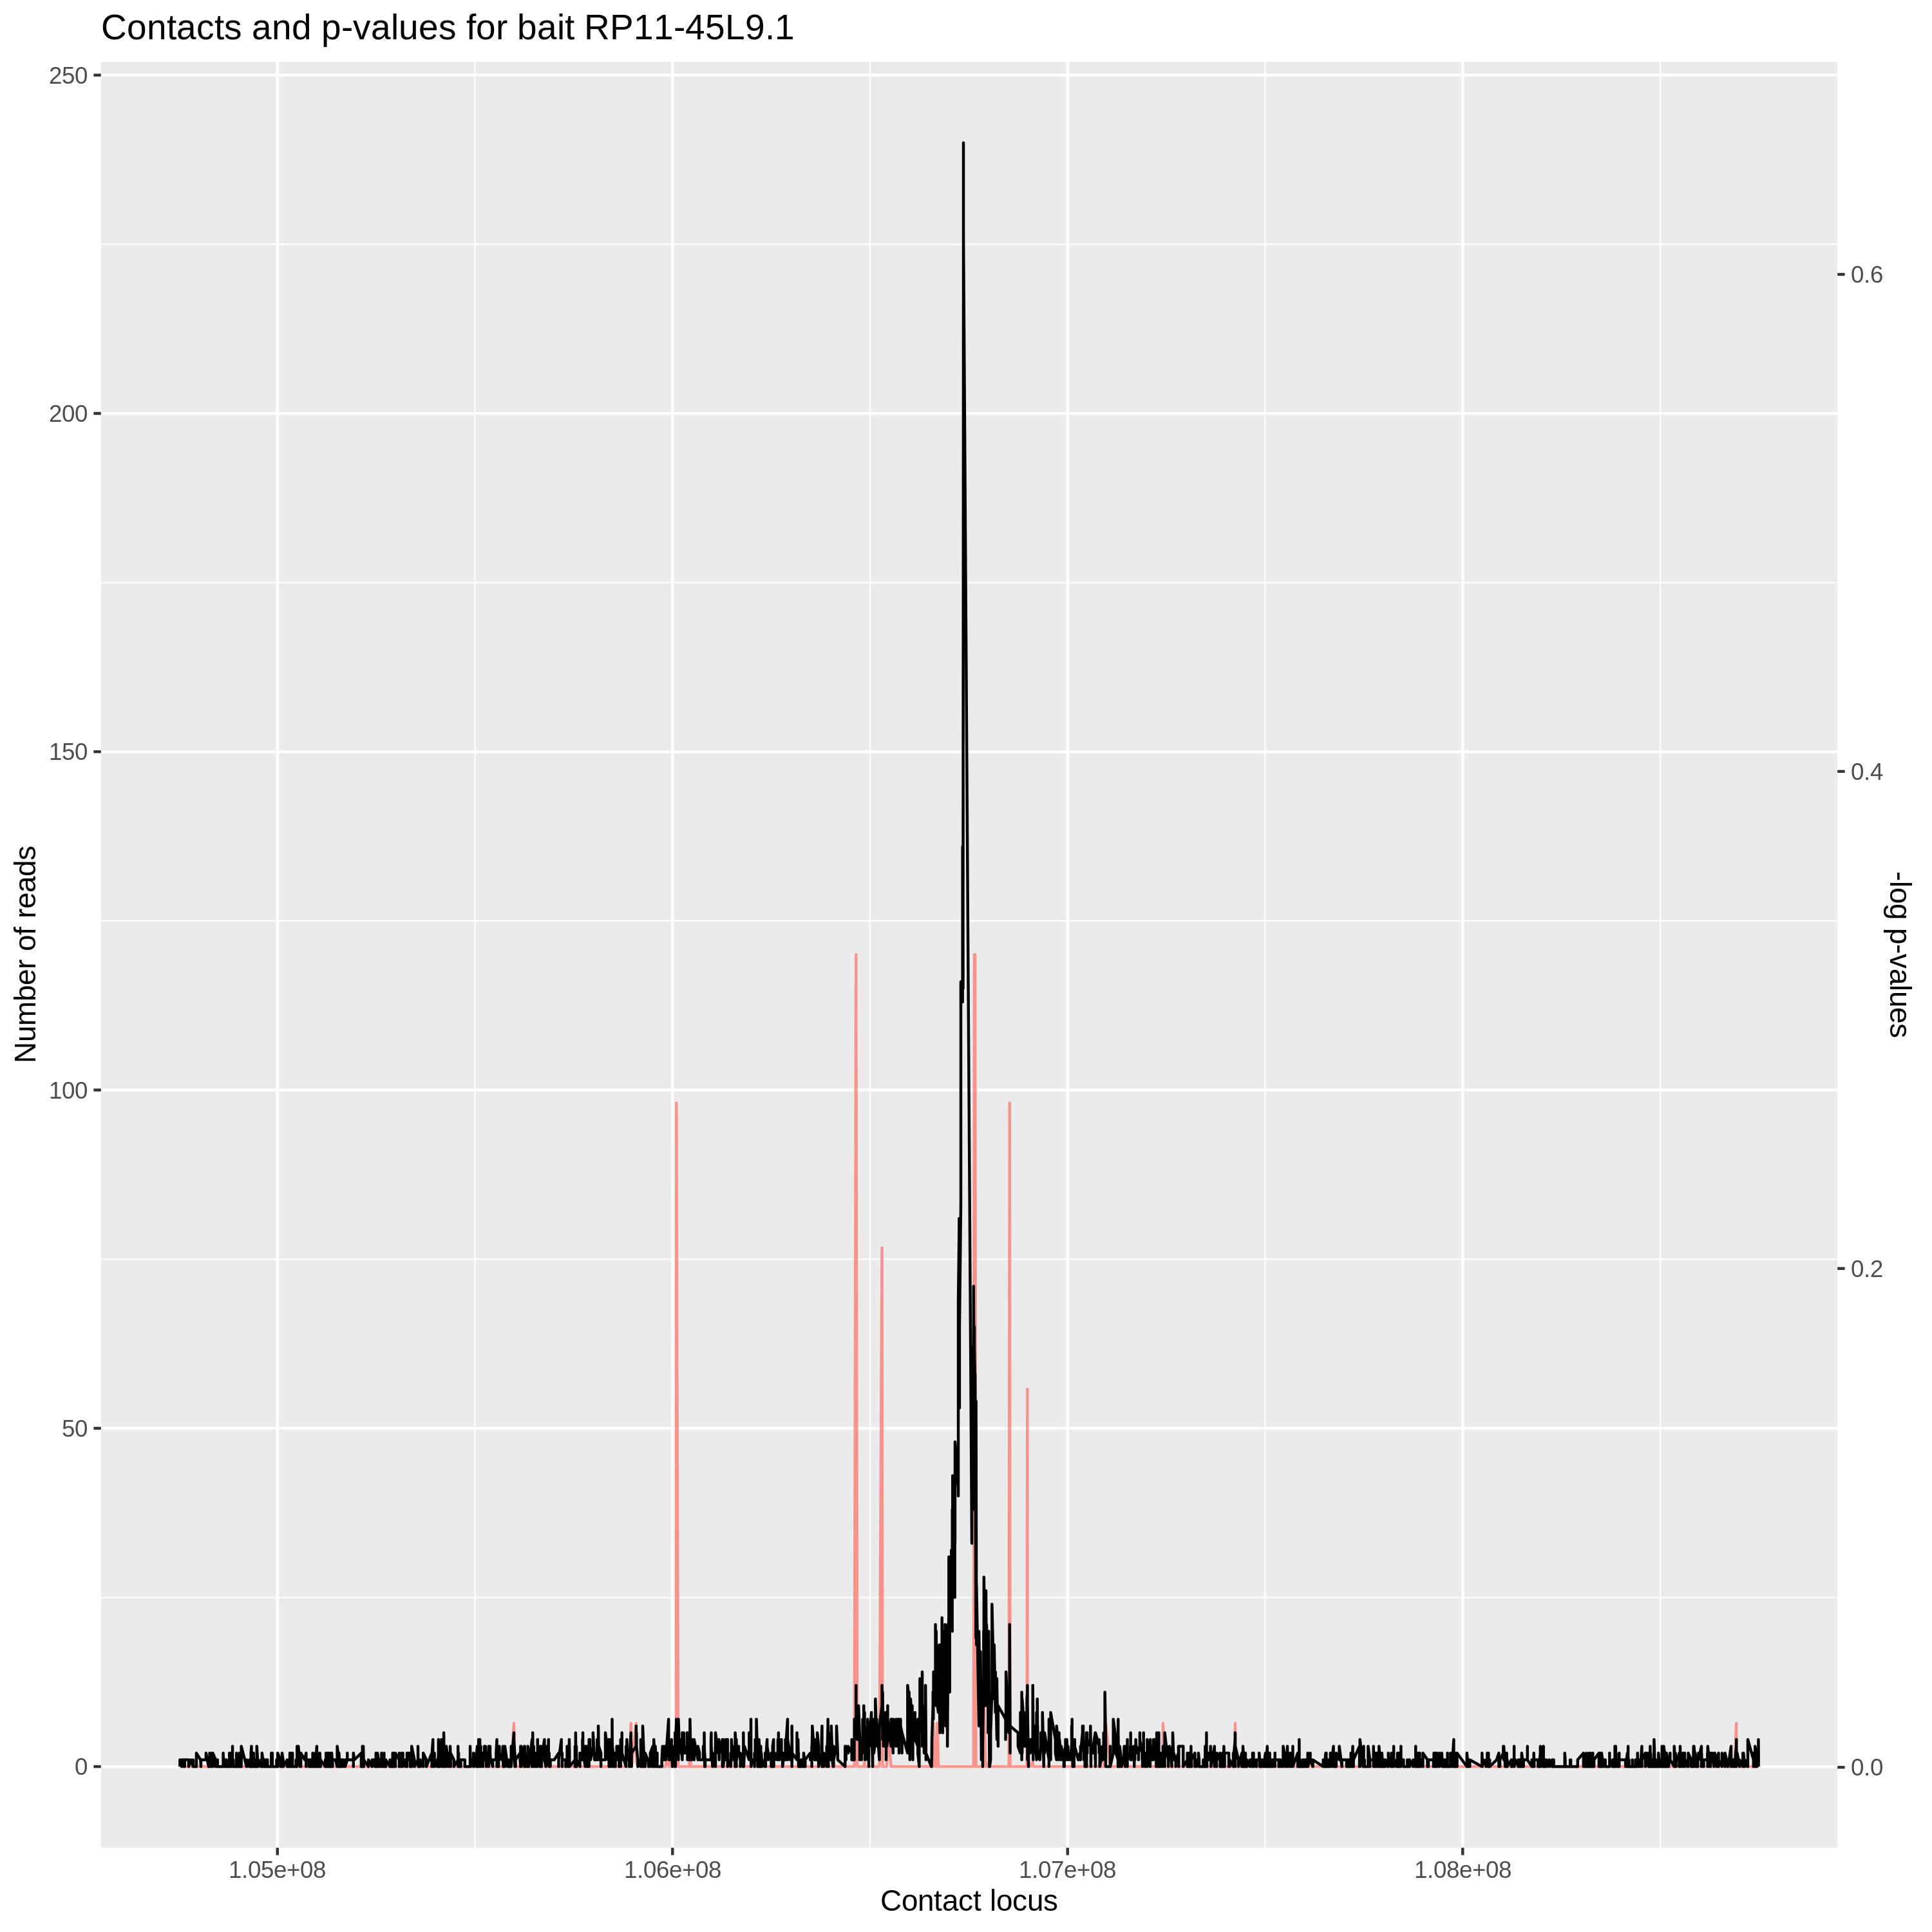 Contacts and p-values for bait RP11-45L9.1
250
200
150
100
50
0
Number of reads
0.6
0.4
0.2
0.0
-log p-values
1.05e+08
1.06e+08
1.07e+08
1.08e+08
Contact locus